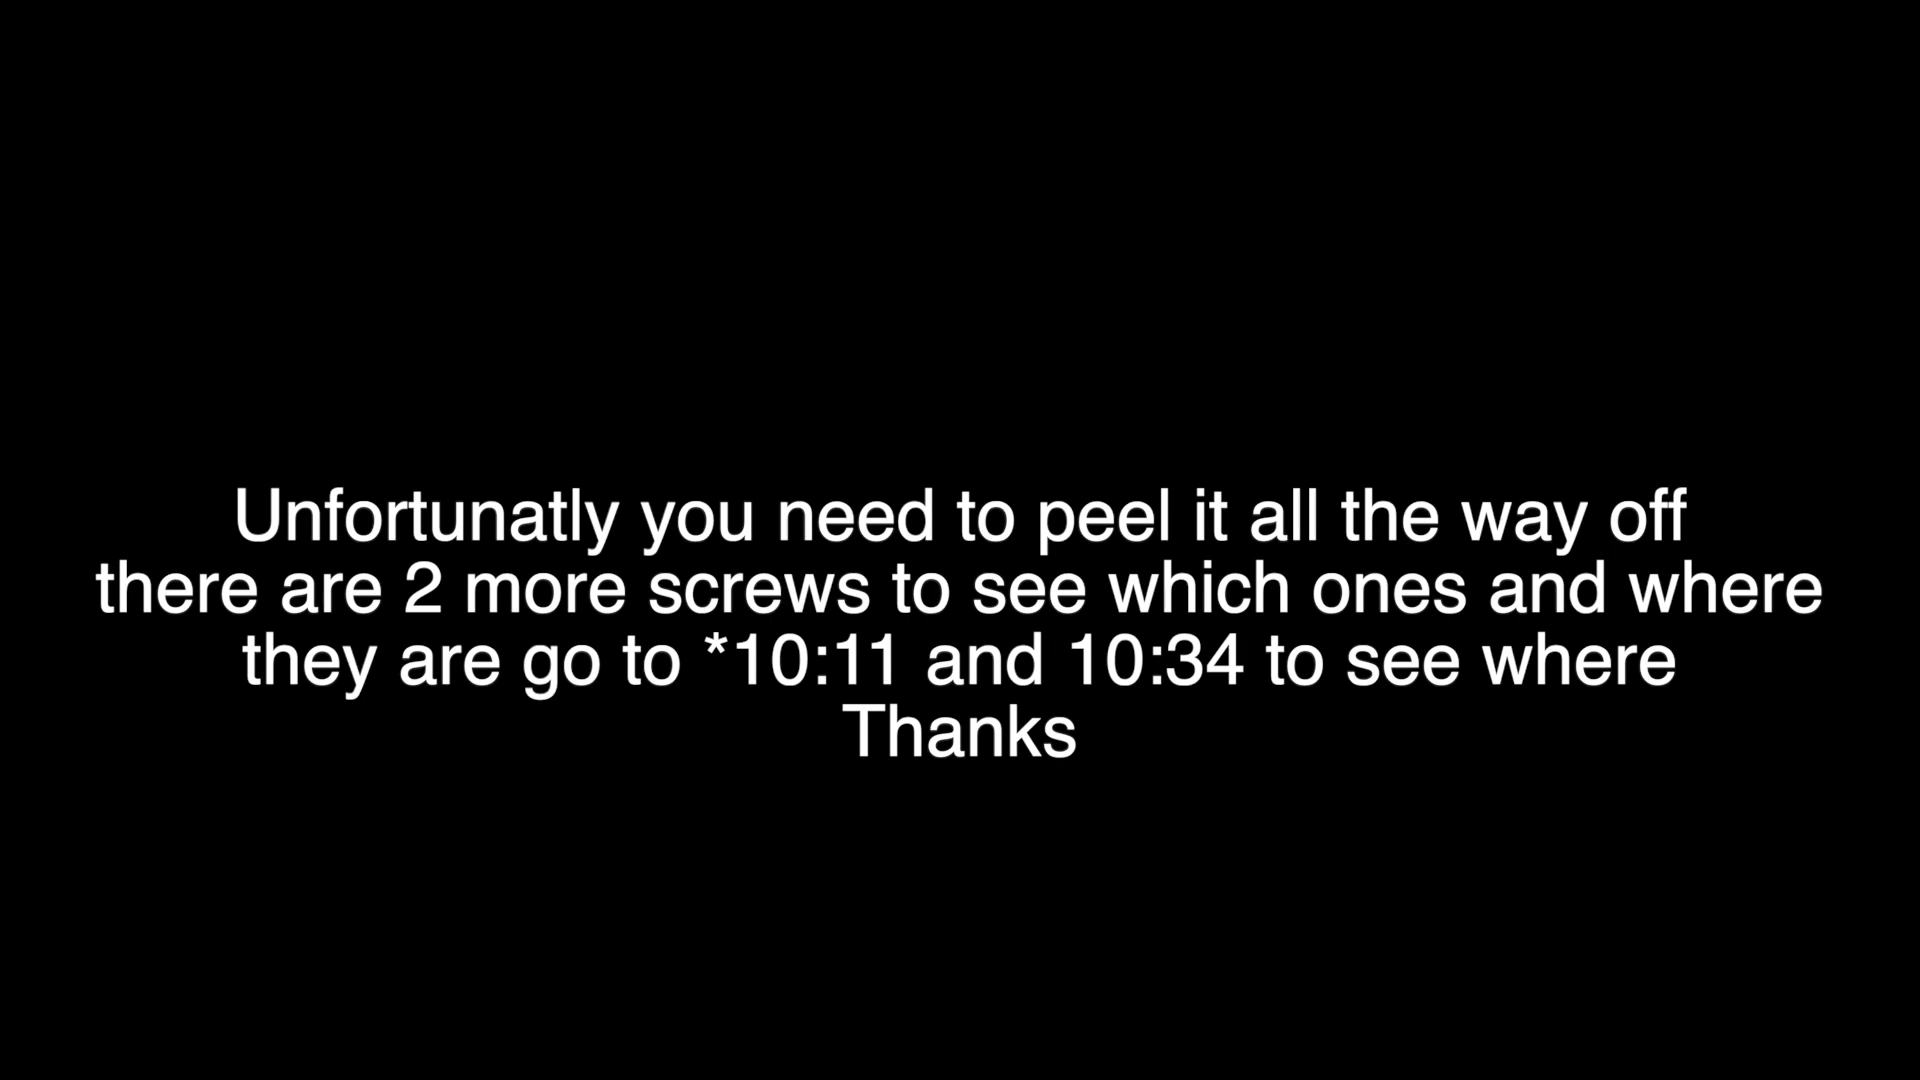 Unfortunatly you need to peel it all the way off
there are 2 more screws to see which ones and where
they are go to *10:11 and 10:34 to see where
Thanks